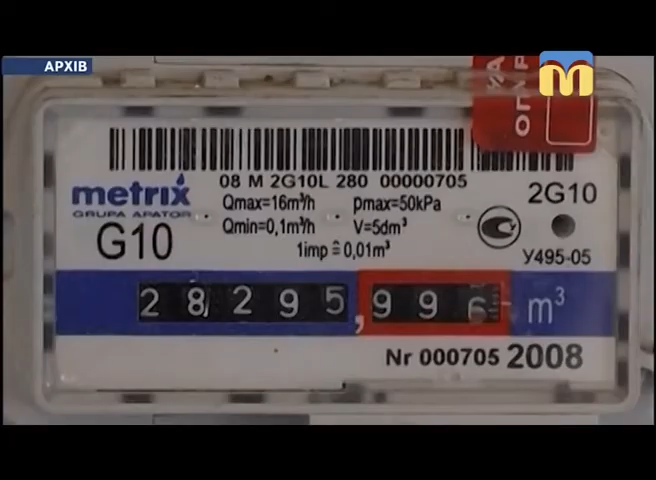 АРХІВ
М
08 M 2G10L 280 00000705
metrix
GRUPA APATOR
G10
Qmax=16m³/h pmax=50kPa
Qmin=0,1m³/h V=5dm³
1imp ≙ 0,01m³
2G10
У495-05
28295,996 m³
Nr 000705 2008